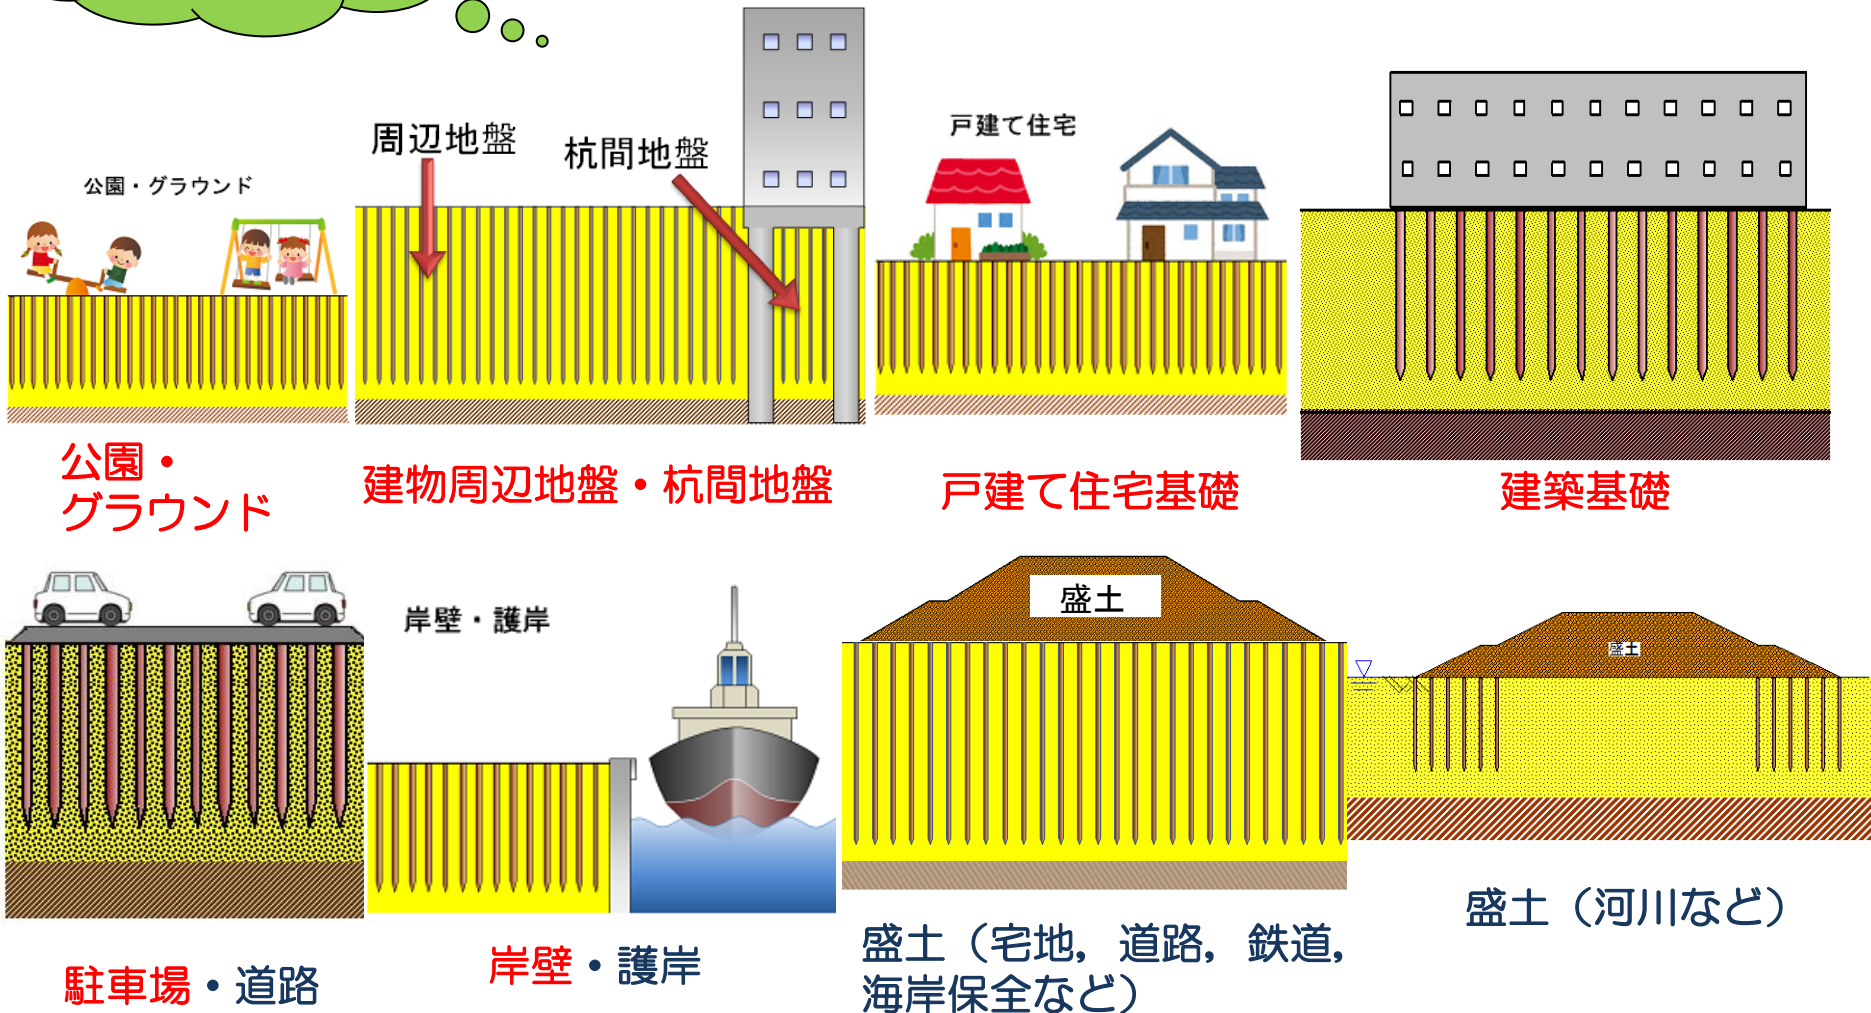 公園・グラウンド
周辺地盤
杭間地盤
戸建て住宅
公園・
グラウンド
建物周辺地盤・杭間地盤
戸建て住宅基礎
建築基礎
岸壁・護岸
盛土
盛土
駐車場・道路
岸壁・護岸
盛土（宅地，道路，鉄道，
海岸保全など）
盛土（河川など）